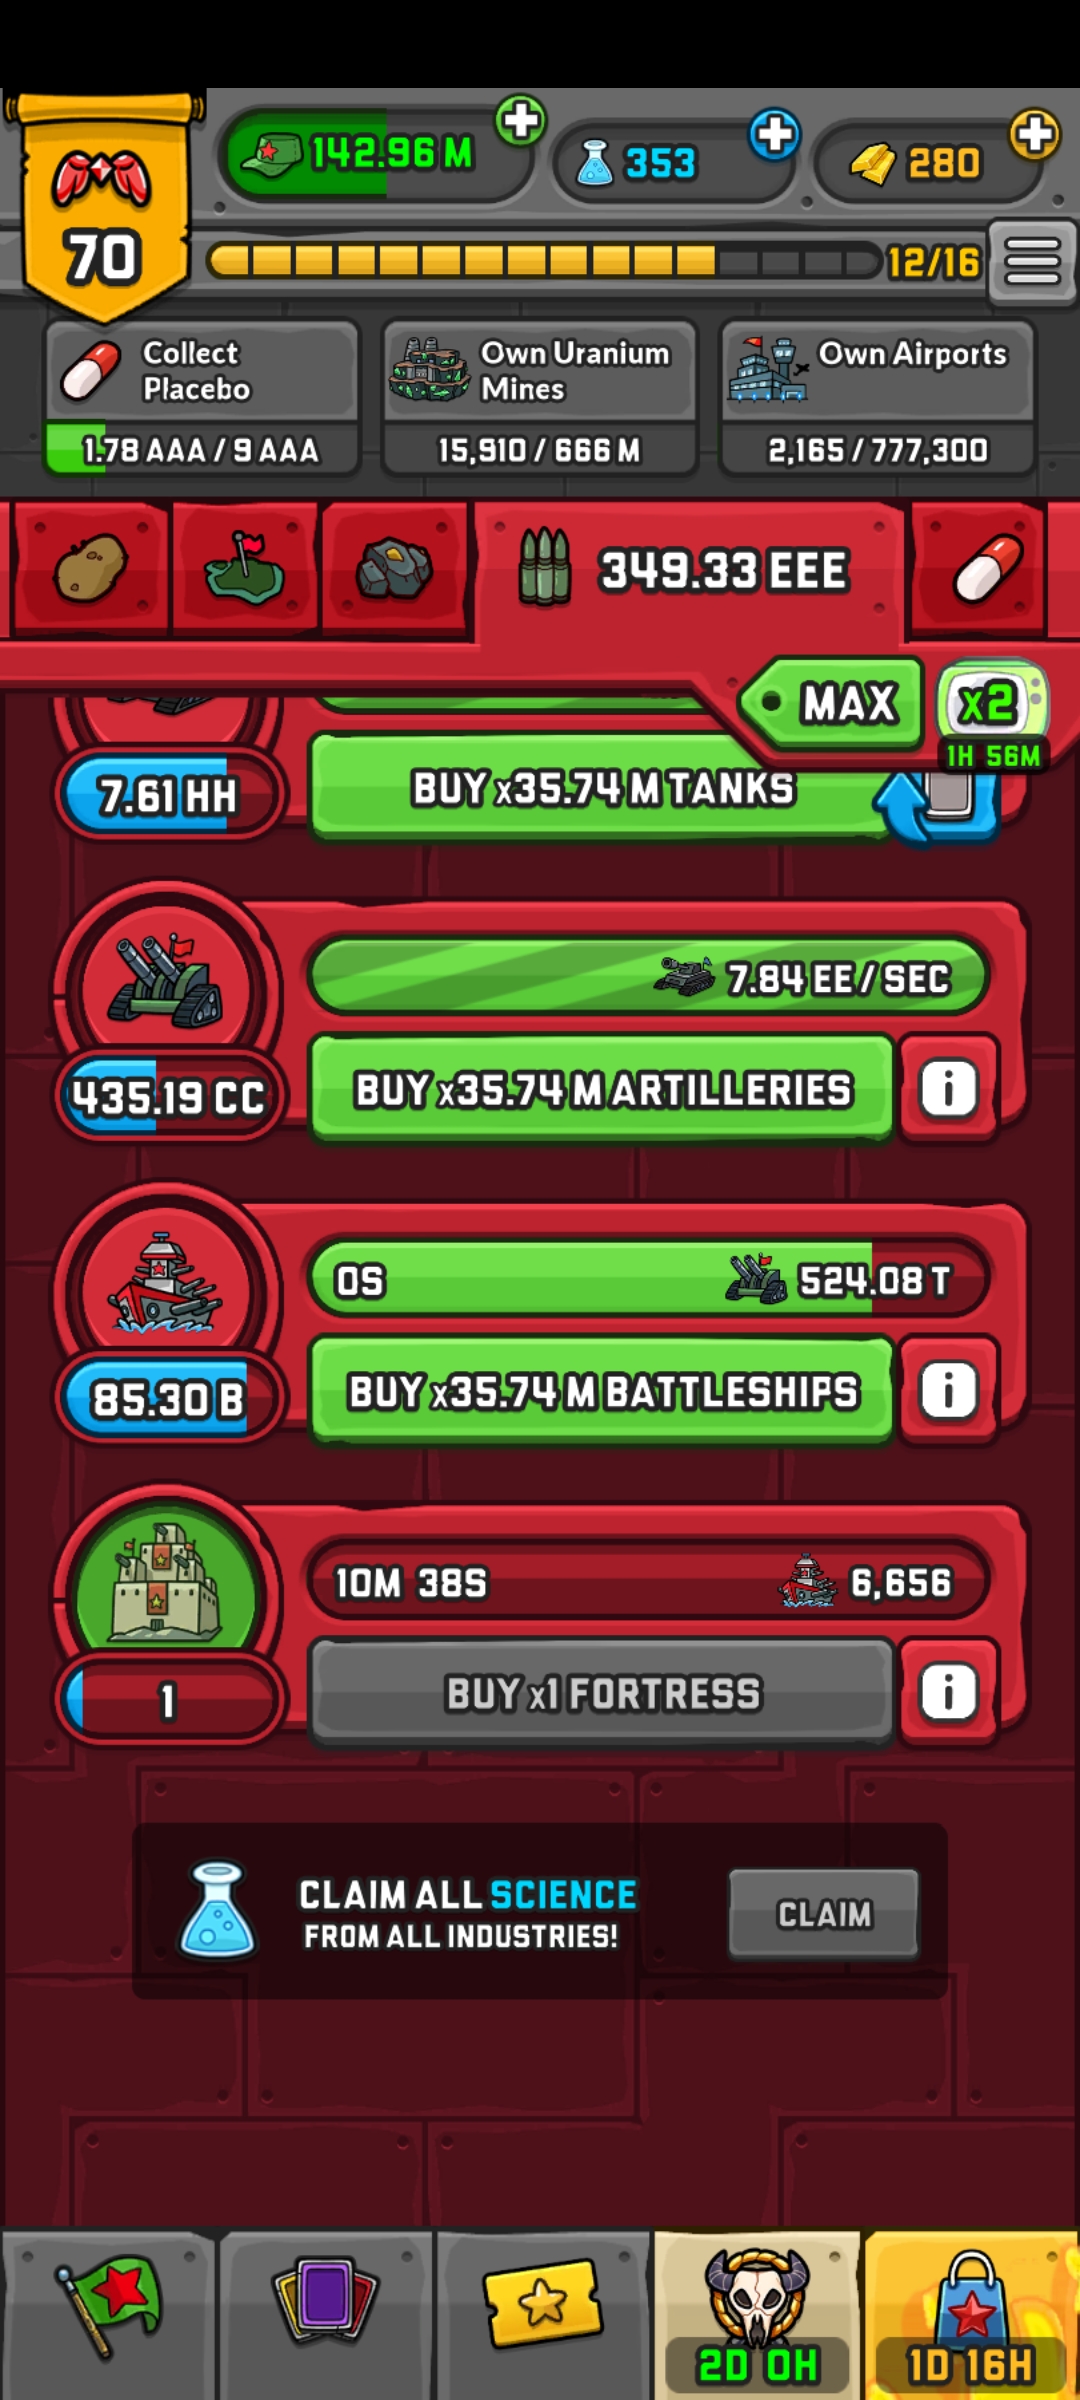 142.96 M
353
280
70
12/16
Collect
Placebo
Own Uranium
Mines
Own Airports
1.78 AAA / 9 AAA
15,910 / 666 M
2,165 / 777,300
349.33 EEE
MAX
x2
1H 56M
7.61 HH
BUY x35.74 M TANKS
7.84 EE / SEC
435.19 CC
BUY x35.74 M ARTILLERIES
i
0S
524.08 T
85.30 B
BUY x35.74 M BATTLESHIPS
i
10M 38S
6,656
1
BUY x1 FORTRESS
i
CLAIM ALL SCIENCE
FROM ALL INDUSTRIES!
CLAIM
2D 0H
1D 16H